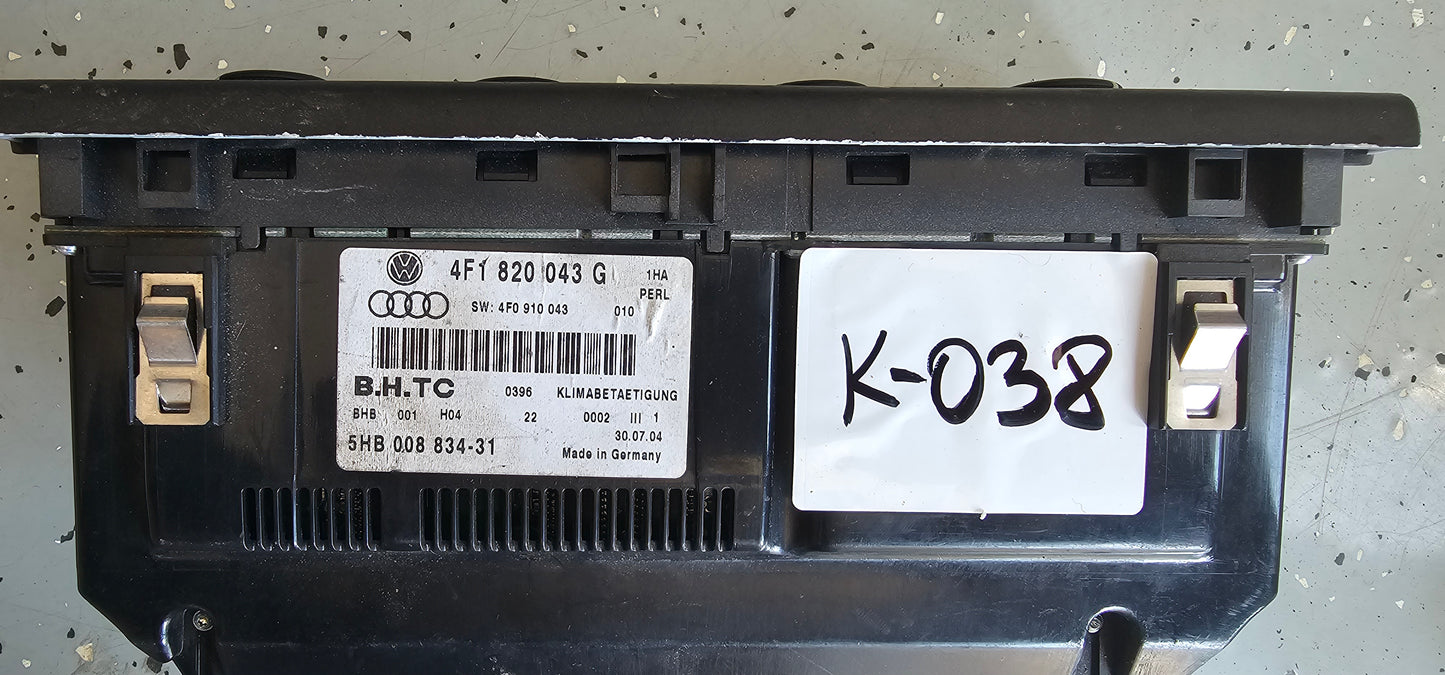 4F1 820 043 G 1HA
PERL
SW: 4F0 910 043 010
B.H.TC 0396 KLIMABETAETIGUNG
BHB 001 H04 22 0002 III 1
30.07.04
5HB 008 834-31 Made in Germany
K-038